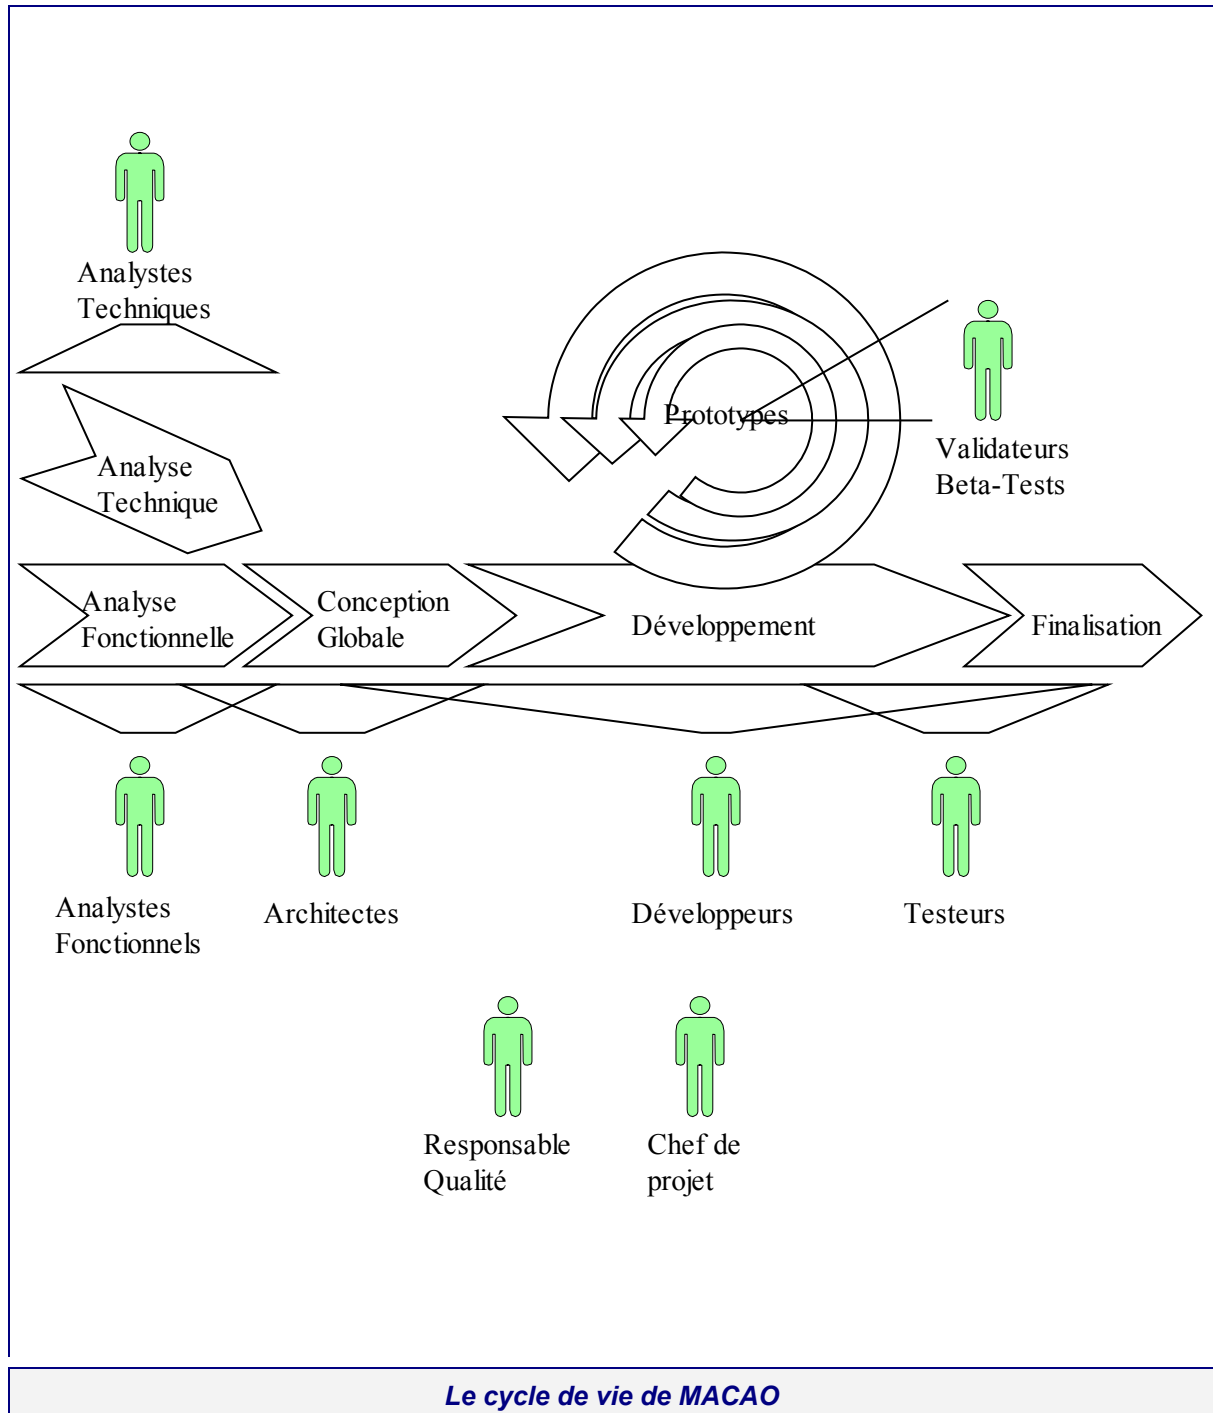 Analystes
Techniques
Prototypes
Validateurs
Beta-Tests
Analyse
Technique
Analyse
Fonctionnelle
Conception
Globale
Développement
Finalisation
Analystes
Fonctionnels
Architectes
Développeurs
Testeurs
Responsable
Qualité
Chef de
projet
Le cycle de vie de MACAO